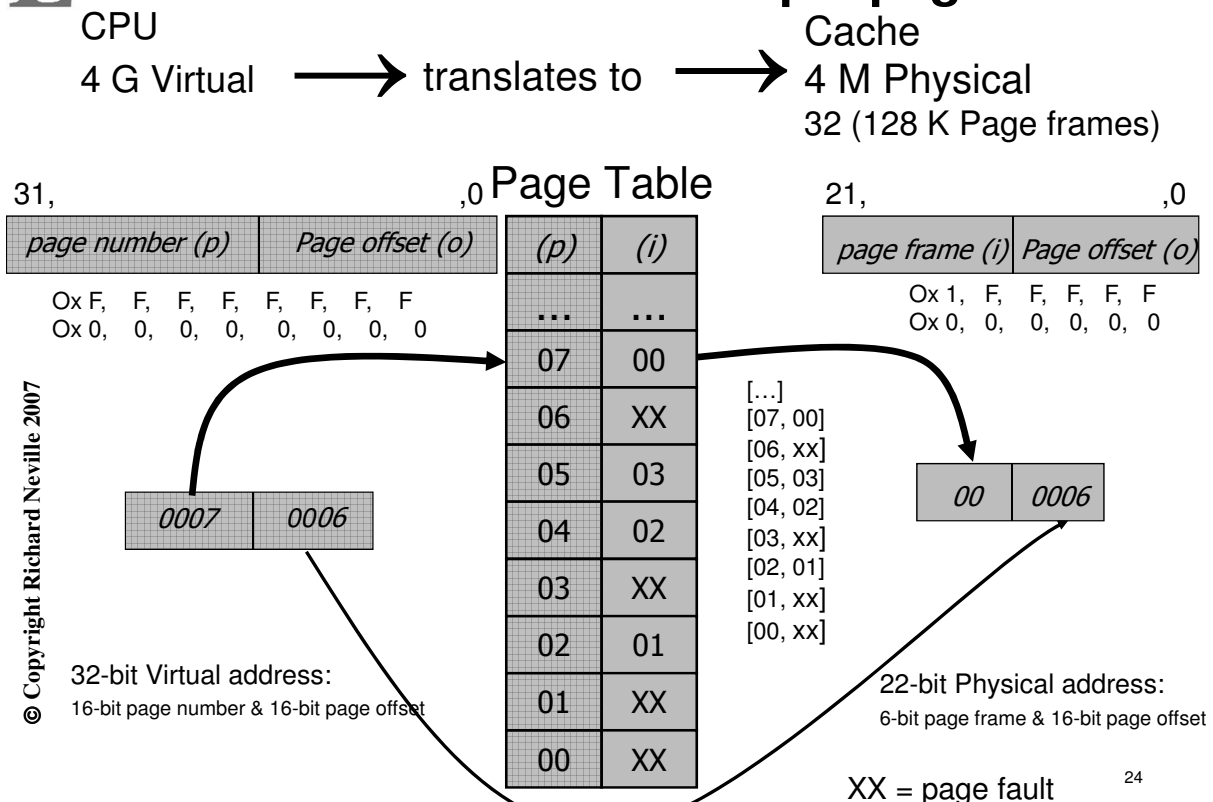 CPU
4 G Virtual
translates to
Cache
4 M Physical
32 (128 K Page frames)
Page Table
31, ,0
page number (p) Page offset (o)
Ox F, F, F, F, F, F, F, F
Ox 0, 0, 0, 0, 0, 0, 0, 0
(p) (i)
... ...
07 00
06 XX
05 03
04 02
03 XX
02 01
01 XX
00 XX
21, ,0
page frame (i) Page offset (o)
Ox 1, F, F, F, F, F
Ox 0, 0, 0, 0, 0, 0
0007 0006
[…]
[07, 00]
[06, xx]
[05, 03]
[04, 02]
[03, xx]
[02, 01]
[01, xx]
[00, xx]
00 0006
32-bit Virtual address:
16-bit page number & 16-bit page offset
22-bit Physical address:
6-bit page frame & 16-bit page offset
XX = page fault
24
© Copyright Richard Neville 2007